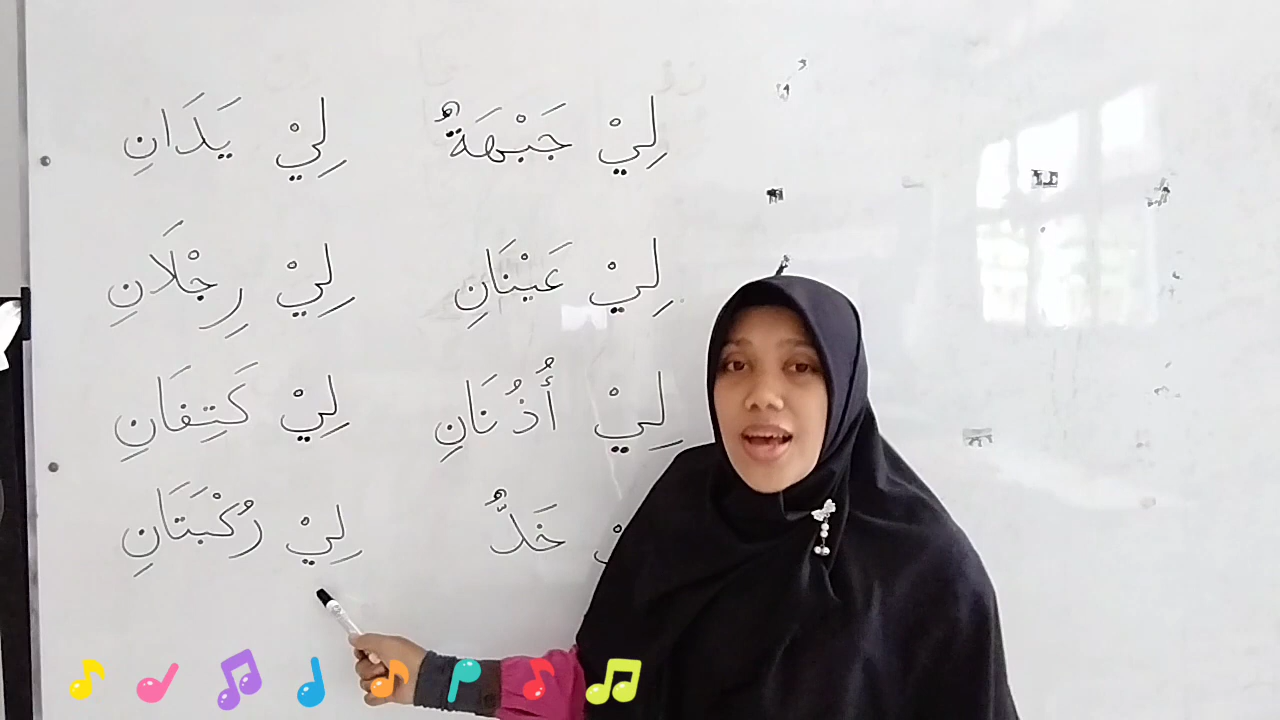 لِيْ جَبْهَةٌ
لِيْ عَيْنَانِ
لِيْ أُذُنَانِ
خَدٌّ
لِيْ يَدَانِ
لِيْ رِجْلَانِ
لِيْ كَتِفَانِ
لِيْ رُكْبَتَانِ